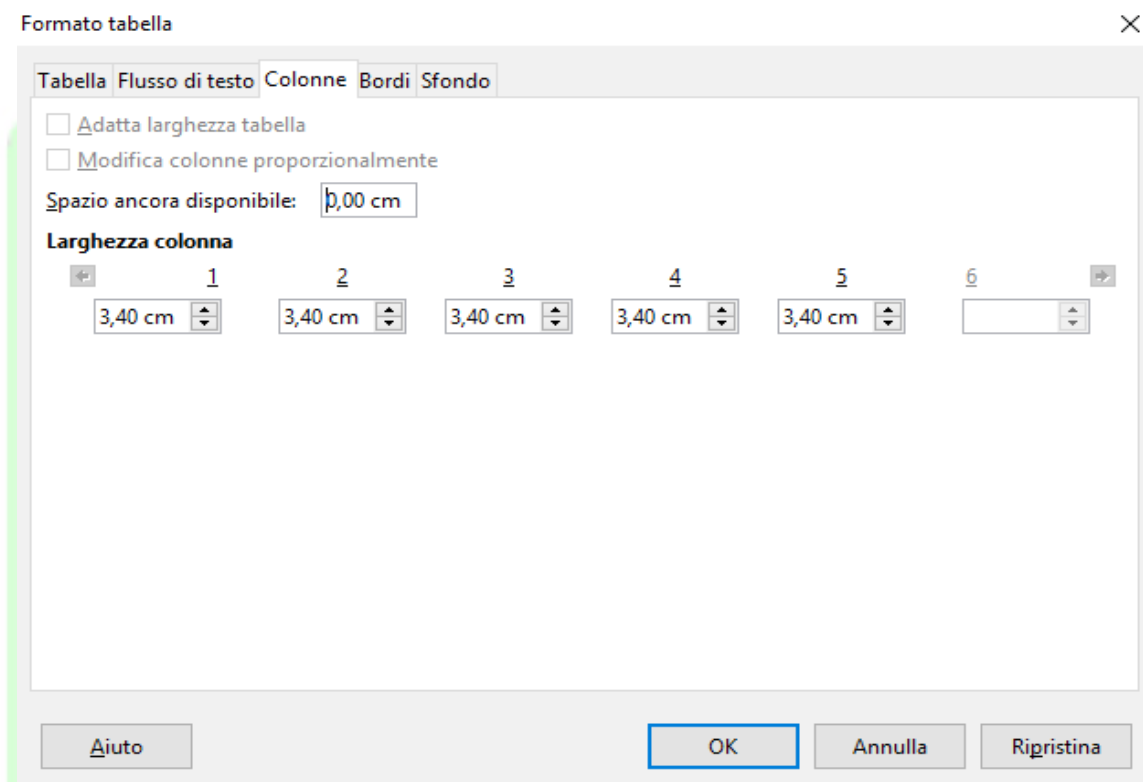 Formato tabella
Tabella Flusso di testo Colonne Bordi Sfondo
Adatta larghezza tabella
Modifica colonne proporzionalmente
Spazio ancora disponibile: 0,00 cm
Larghezza colonna
1 2 3 4 5 6
3,40 cm 3,40 cm 3,40 cm 3,40 cm 3,40 cm
Aiuto OK Annulla Ripristina